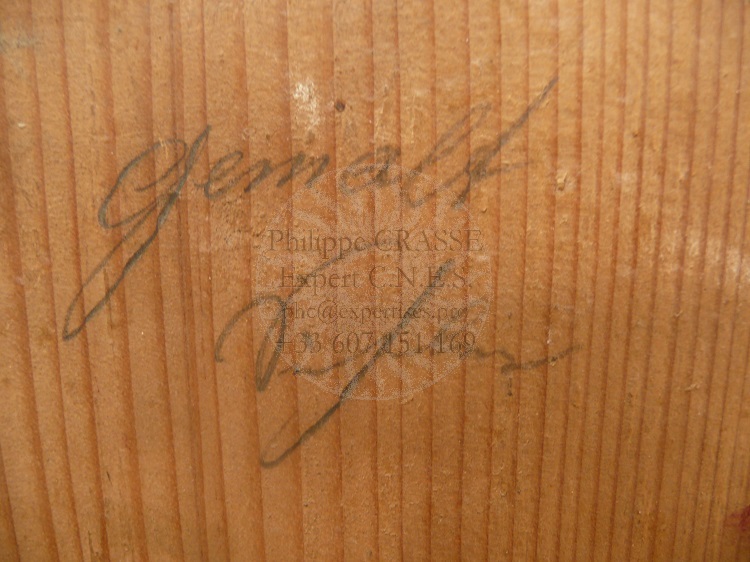 gemalt
Philippe CRASSE
Expert C.N.E.S.
phc@expertises.pro
+33 607 151 169